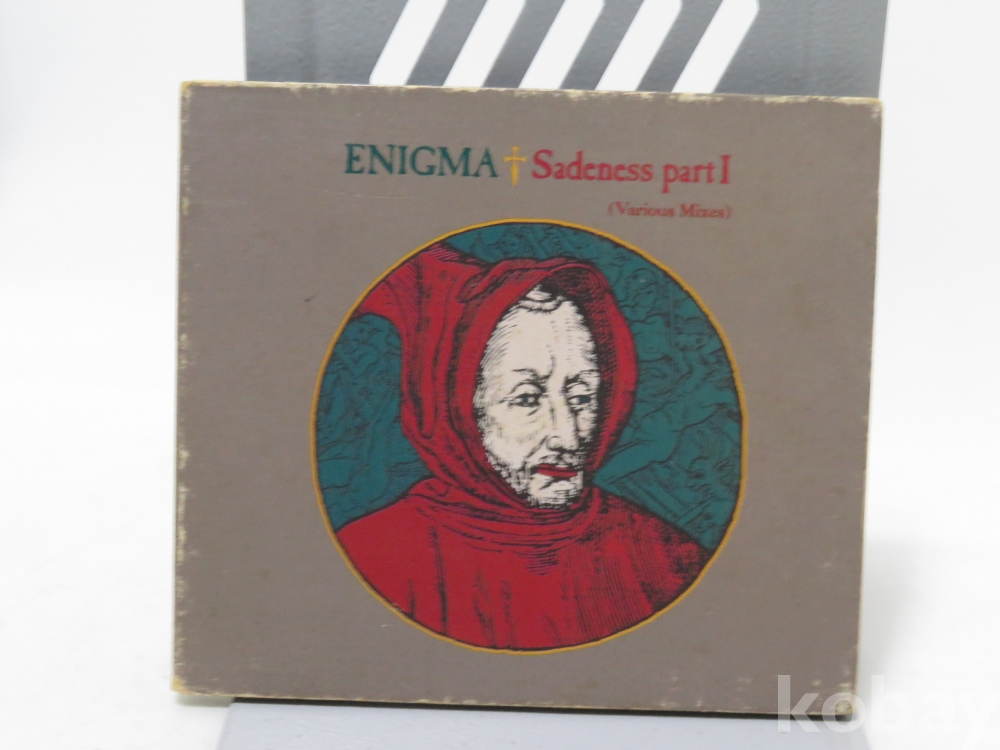 ENIGMA † Sadeness part I
(Various Mixes)
kobay